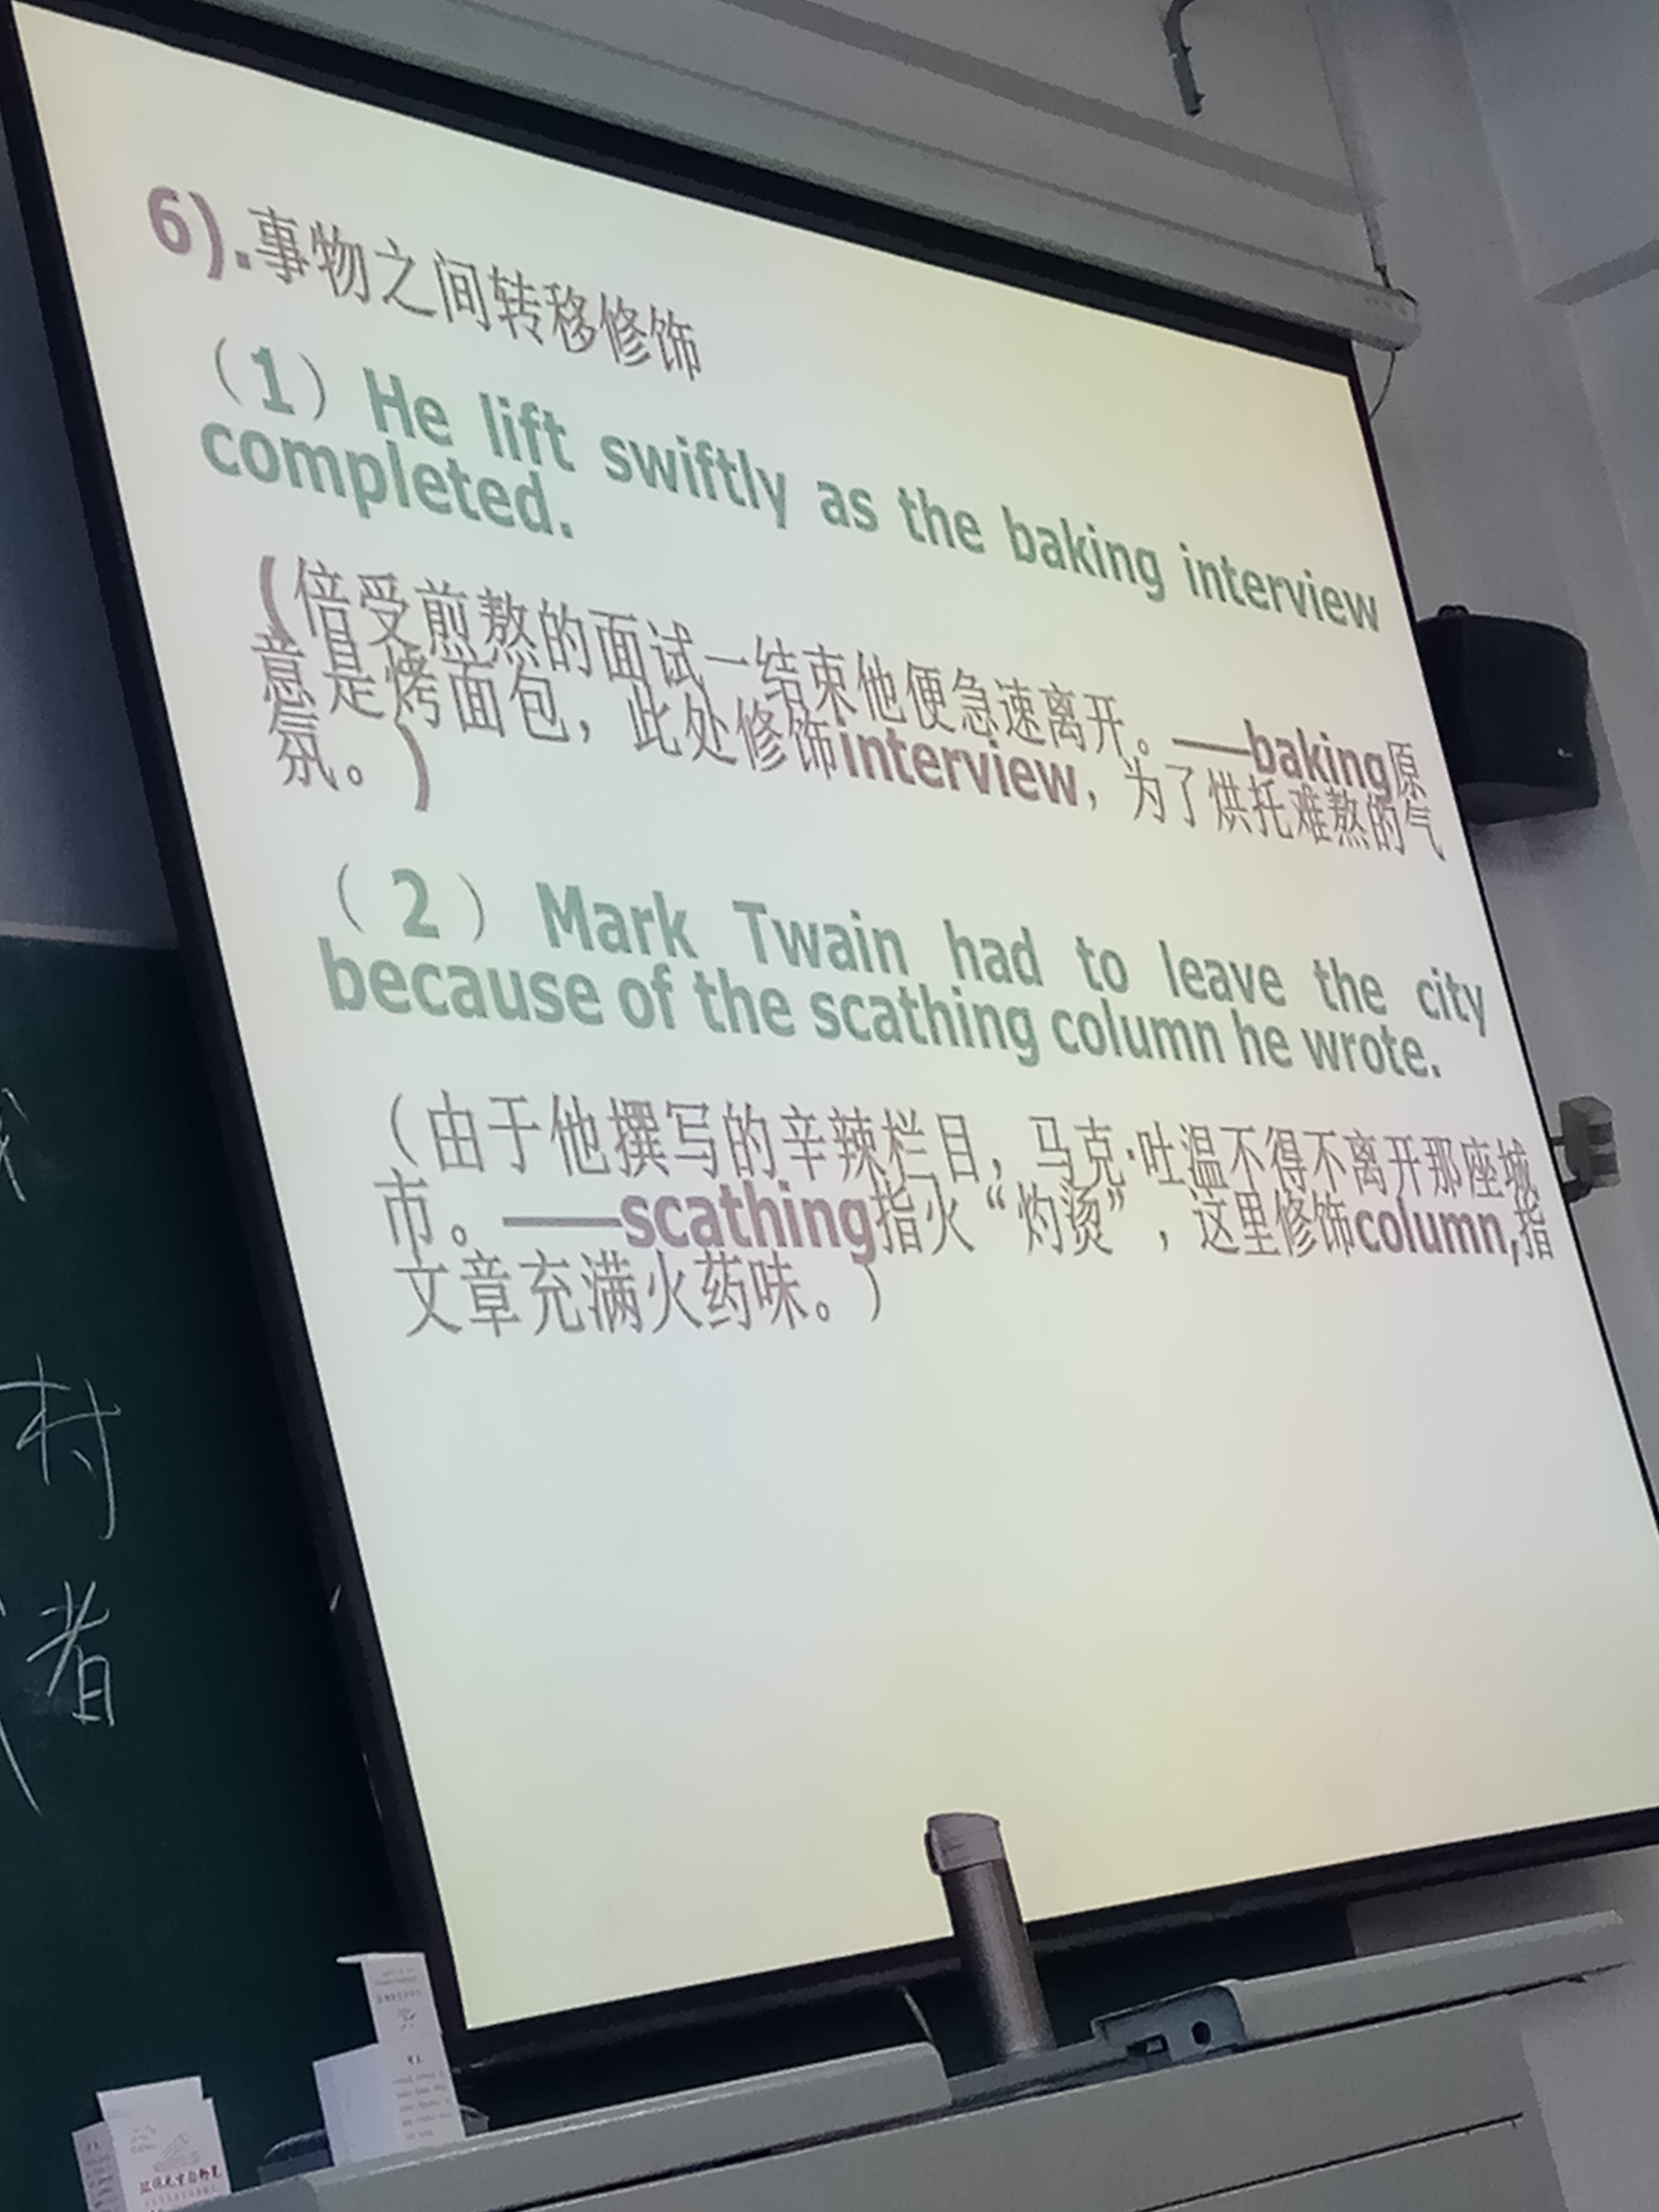 6).事物之间转移修饰
（1）He lift swiftly as the baking interview
completed.
(倍受煎熬的面试一结束他便急速离开。——baking原
意是烤面包，此处修饰interview，为了烘托难熬的气
氛。)
（2）Mark Twain had to leave the city
because of the scathing column he wrote.
（由于他撰写的辛辣栏目，马克·吐温不得不离开那座城
市。——scathing指火“灼烫”，这里修饰column,指
文章充满火药味。）
村
者